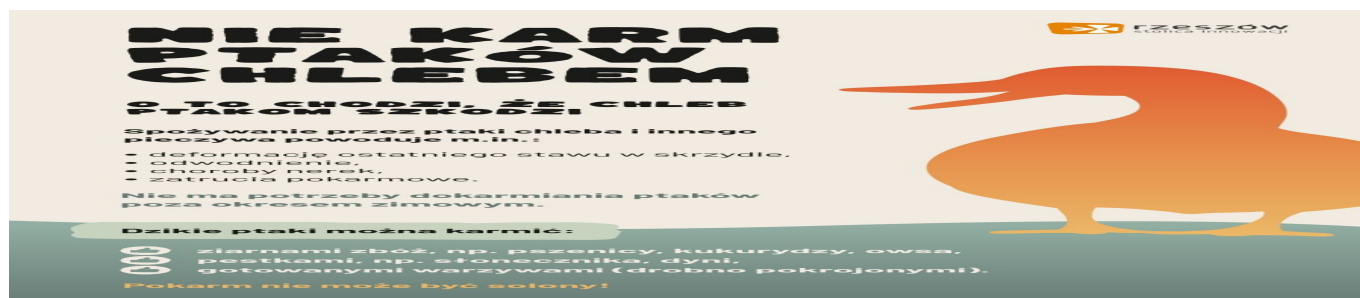 NIE KARM
PTAKÓW
CHLEBEM
rzeszów
stolica innowacji
O TO CHODZI, ŻE CHLEB
PTAKOM SZKODZI
Spożywanie przez ptaki chleba i innego
pieczywa powoduje m.in.:
• deformację ostatniego stawu w skrzydle,
• odwodnienie,
• choroby nerek,
• zatrucia pokarmowe.
Nie ma potrzeby dokarmiania ptaków
poza okresem zimowym.
Dzikie ptaki można karmić:
ziarnami zbóż, np. pszenicy, kukurydzy, owsa,
pestkami, np. słonecznika, dyni,
gotowanymi warzywami (drobno pokrojonymi).
Pokarm nie może być solony!